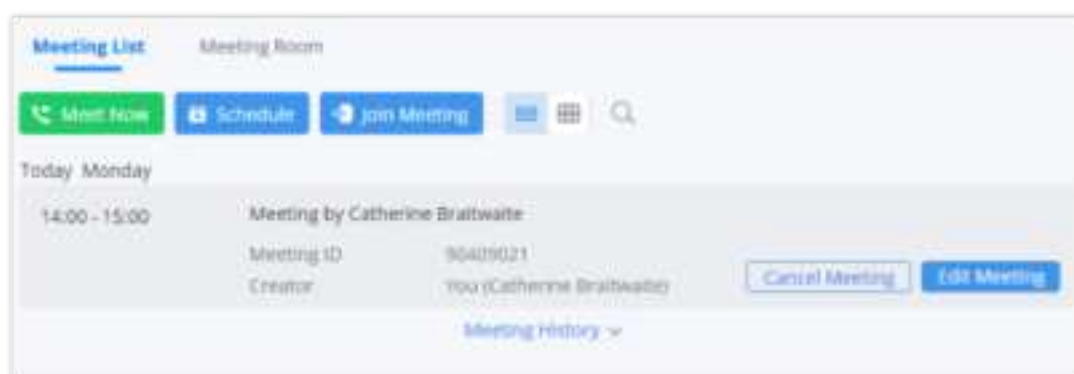 Meeting List Meeting Room
Meet Now Schedule Join Meeting
Today Monday
14:00 - 15:00 Meeting by Catherine Braitwaite
Meeting ID 90409021
Creator You (Catherine Braitwaite)
Cancel Meeting Edit Meeting
Meeting History